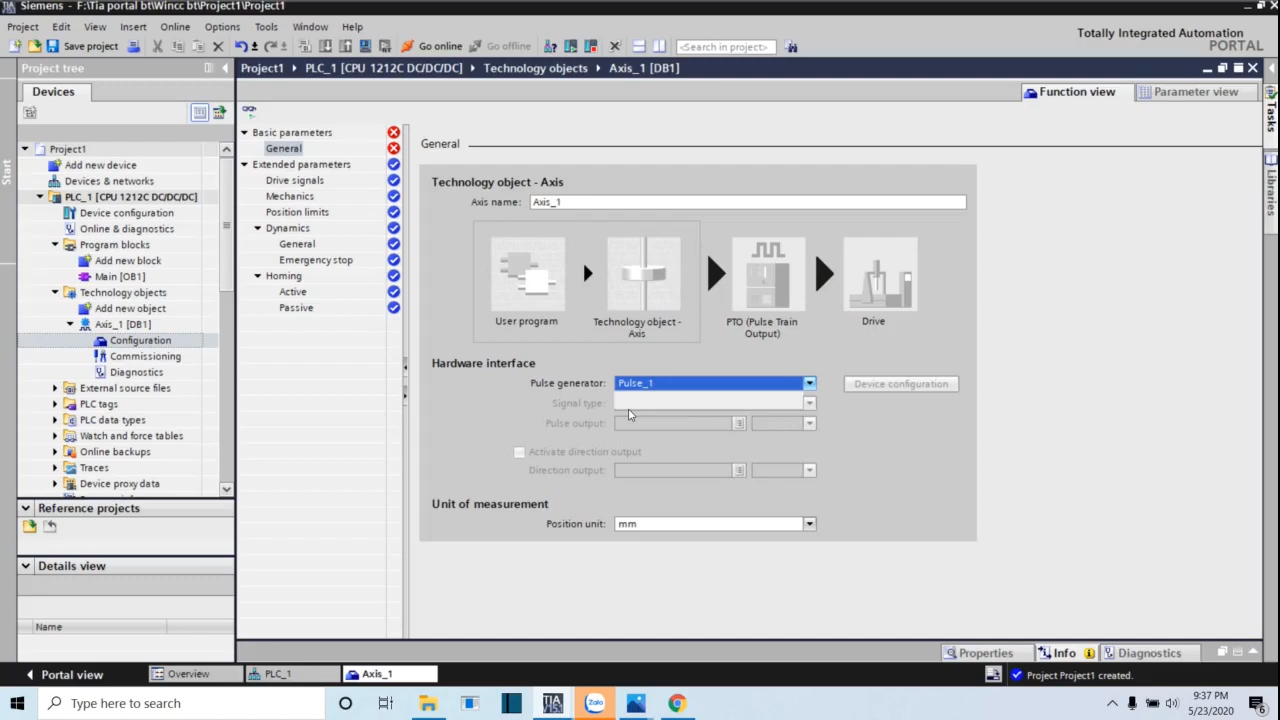 Siemens - F:\Tia portal bt\Wincc bt\Project1\Project1
Project Edit View Insert Online Options Tools Window Help
Totally Integrated Automation
PORTAL
Save project
Go online
Go offline
<Search in project>
Project tree
Project1 PLC_1 [CPU 1212C DC/DC/DC] Technology objects Axis_1 [DB1]
Devices
Function view
Parameter view
Start
Tasks
Libraries
Project1
Add new device
Devices & networks
PLC_1 [CPU 1212C DC/DC/DC]
Device configuration
Online & diagnostics
Program blocks
Add new block
Main [OB1]
Technology objects
Add new object
Axis_1 [DB1]
Configuration
Commissioning
Diagnostics
External source files
PLC tags
PLC data types
Watch and force tables
Online backups
Traces
Device proxy data
Reference projects
Details view
Name
Basic parameters
General
Extended parameters
Drive signals
Mechanics
Position limits
Dynamics
General
Emergency stop
Homing
Active
Passive
General
Technology object - Axis
Axis name: Axis_1
User program
Technology object -
Axis
PTO (Pulse Train
Output)
Drive
Hardware interface
Pulse generator: Pulse_1
Device configuration
Signal type:
Pulse output:
Activate direction output
Direction output:
Unit of measurement
Position unit: mm
Properties
Info
Diagnostics
Portal view
Overview
PLC_1
Axis_1
Project Project1 created.
Type here to search
TIA
V15
Zalo
9:37 PM
5/23/2020
6